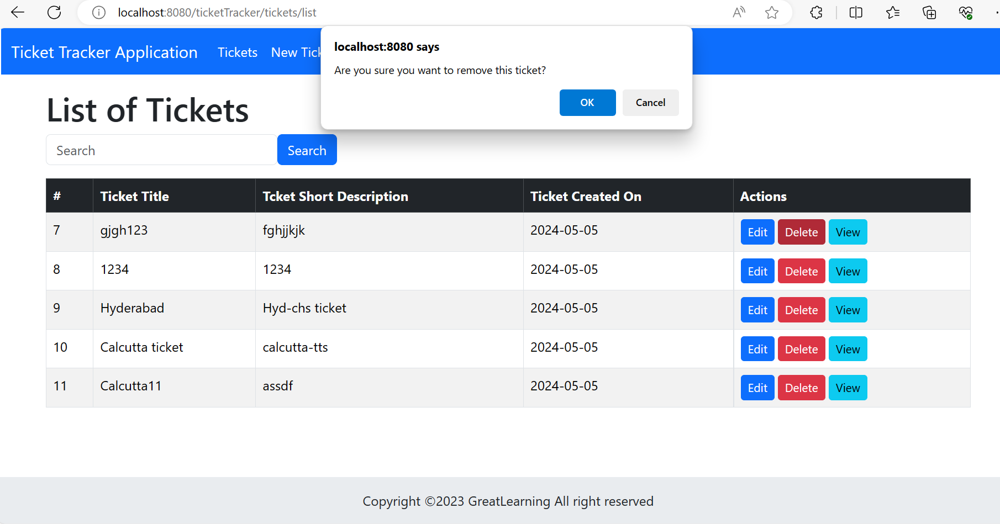 localhost:8080/ticketTracker/tickets/list
Ticket Tracker Application Tickets New
localhost:8080 says
Are you sure you want to remove this ticket?
OK Cancel
List of Tickets
Search Search
# Ticket Title Tcket Short Description Ticket Created On Actions
7 gjgh123 fghjjkjk 2024-05-05 Edit Delete View
8 1234 1234 2024-05-05 Edit Delete View
9 Hyderabad Hyd-chs ticket 2024-05-05 Edit Delete View
10 Calcutta ticket calcutta-tts 2024-05-05 Edit Delete View
11 Calcutta11 assdf 2024-05-05 Edit Delete View
Copyright ©2023 GreatLearning All right reserved